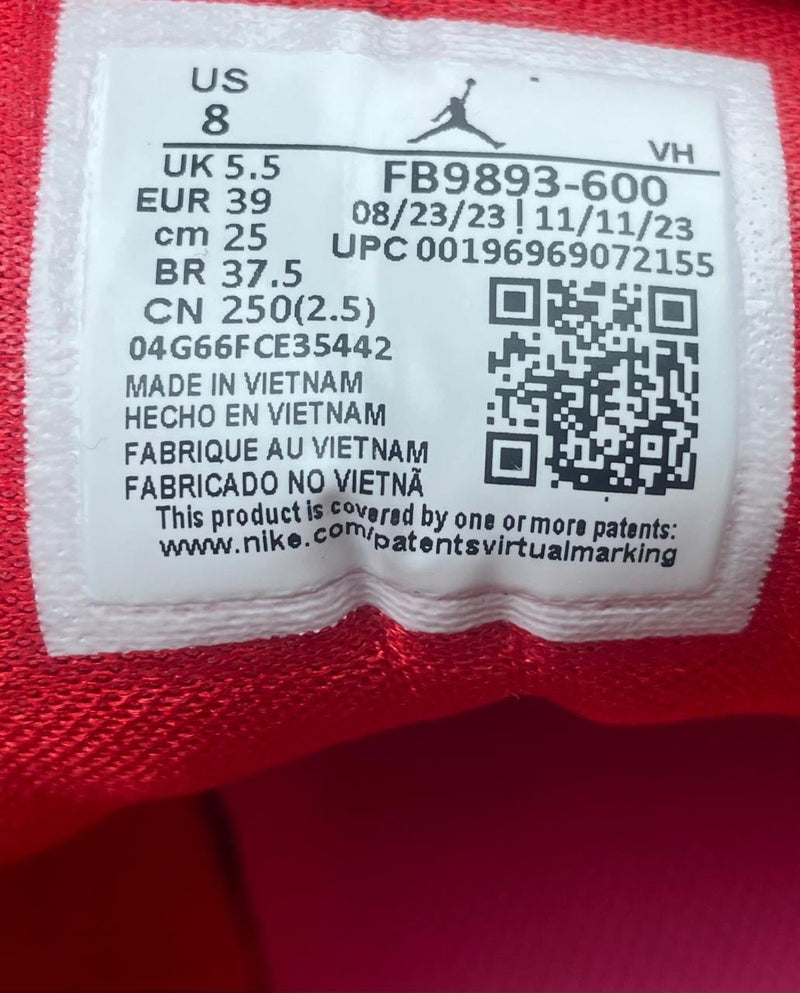 US
8
VH
UK 5.5
EUR 39
cm 25
BR 37.5
CN 250(2.5)
04G66FCE35442
FB9893-600
08/23/23 | 11/11/23
UPC 00196969072155
MADE IN VIETNAM
HECHO EN VIETNAM
FABRIQUE AU VIETNAM
FABRICADO NO VIETNÃ
This product is covered by one or more patents:
www.nike.com/patentsvirtualmarking